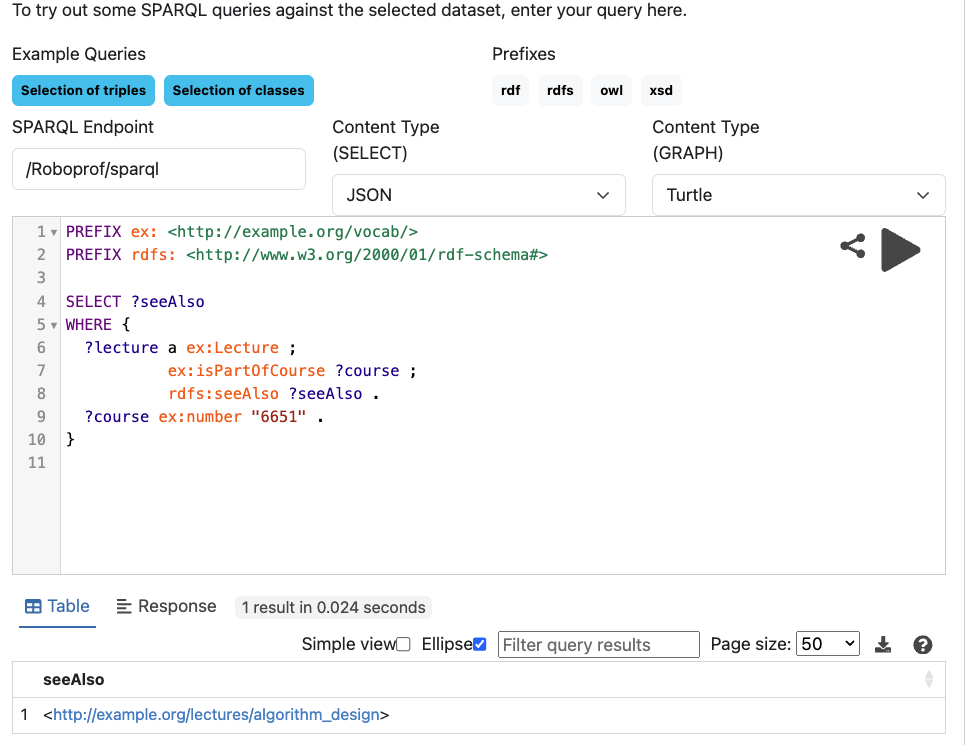 To try out some SPARQL queries against the selected dataset, enter your query here.
Example Queries
Prefixes
Selection of triples
Selection of classes
rdf
rdfs
owl
xsd
SPARQL Endpoint
Content Type
(SELECT)
Content Type
(GRAPH)
/Roboprof/sparql
JSON
Turtle
1 PREFIX ex: <http://example.org/vocab/>
2 PREFIX rdfs: <http://www.w3.org/2000/01/rdf-schema#>
3
4 SELECT ?seeAlso
5 WHERE {
6 ?lecture a ex:Lecture ;
7 ex:isPartOfCourse ?course ;
8 rdfs:seeAlso ?seeAlso .
9 ?course ex:number "6651" .
10 }
11
Table
Response
1 result in 0.024 seconds
Simple view
Ellipse
Filter query results
Page size: 50
seeAlso
1 <http://example.org/lectures/algorithm_design>